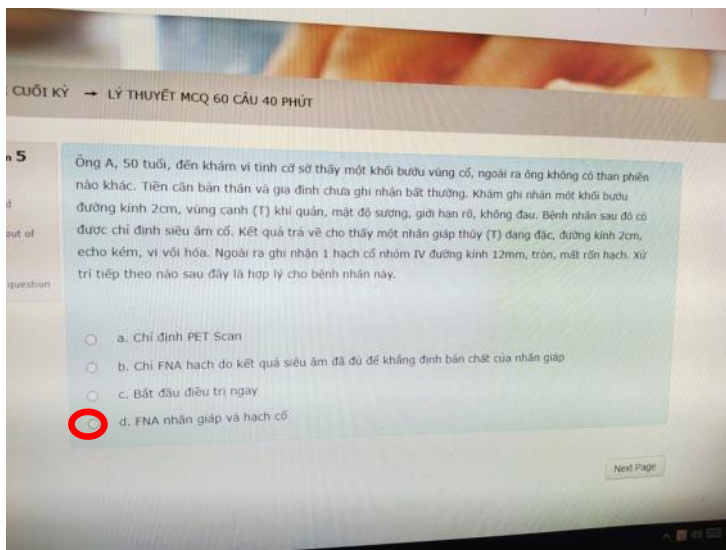 CUỐI KỲ → LÝ THUYẾT MCQ 60 CÂU 40 PHÚT
5
out of
question
Ông A, 50 tuổi, đến khám vì tình cờ sờ thấy một khối bướu vùng cổ, ngoài ra ông không có than phiền
nào khác. Tiền căn bản thân và gia đình chưa ghi nhận bất thường. Khám ghi nhận một khối bướu
đường kính 2cm, vùng cạnh (T) khí quản, mật độ sượng, giới hạn rõ, không đau. Bệnh nhân sau đó có
được chỉ định siêu âm cổ. Kết quả trả về cho thấy một nhân giáp thùy (T) dạng đặc, đường kính 2cm,
echo kém, vi vôi hóa. Ngoài ra ghi nhận 1 hạch cổ nhóm IV đường kính 12mm, tròn, mất rốn hạch. Xử
trí tiếp theo nào sau đây là hợp lý cho bệnh nhân này.
a. Chỉ định PET Scan
b. Chỉ FNA hạch do kết quả siêu âm đã đủ để khẳng định bản chất của nhân giáp
c. Bắt đầu điều trị ngay
d. FNA nhân giáp và hạch cổ
Next Page